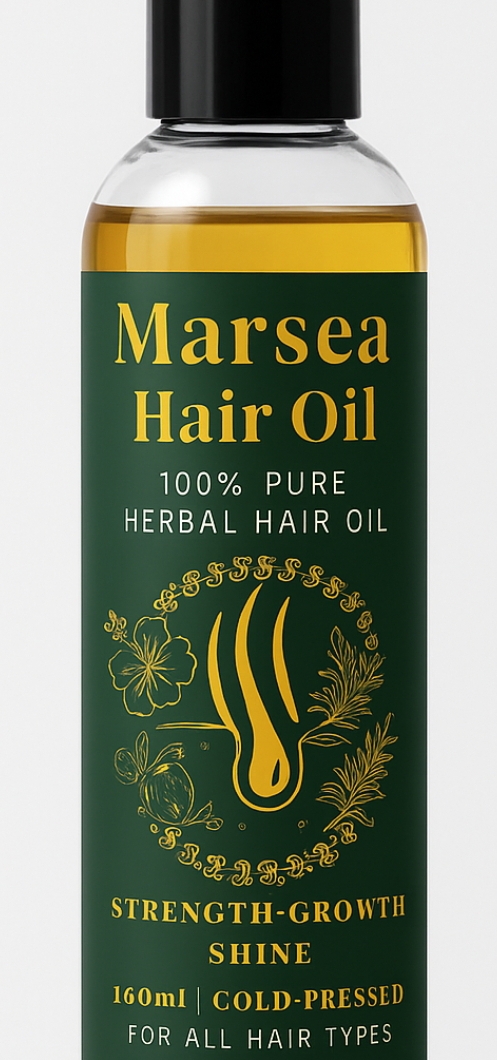 Marsea
Hair Oil
100% PURE
HERBAL HAIR OIL
STRENGTH-GROWTH
SHINE
160ml | COLD-PRESSED
FOR ALL HAIR TYPES